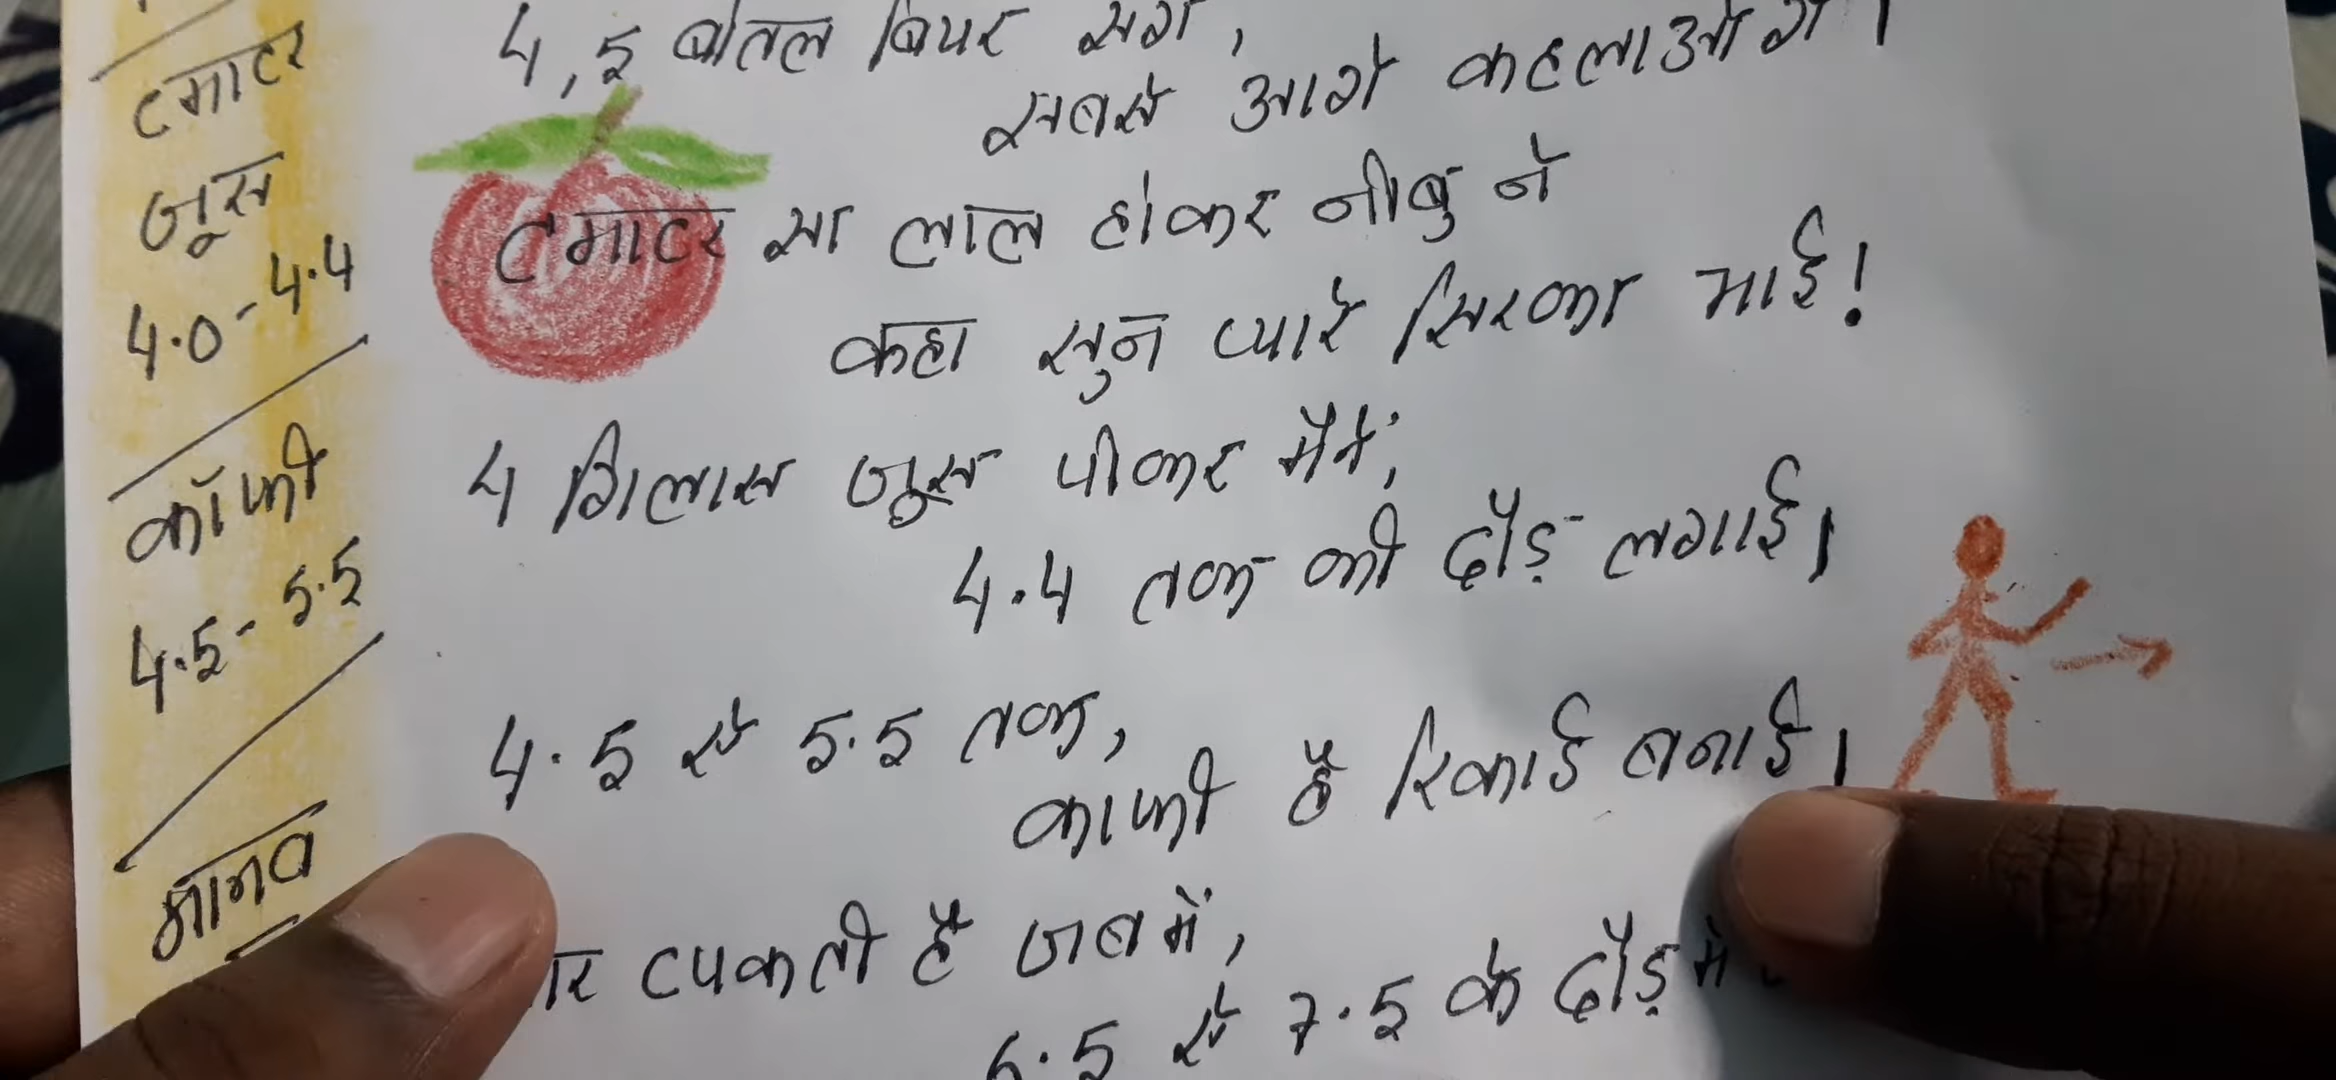 टमाटर
जूस
4.0-4.4
कॉफी
4.5-5.5
मानव
4,5 बोतल बियर संग,
सबसे आगे कहलाओगे।
टमाटर सा लाल होकर नीबु ने
कहा सुन प्यारे सिरका भाई!
4 गिलास जूस पीकर मैंने,
4.4 तक की दौड़ लगाई।
4.5 से 5.5 तक,
काफी है रिकार्ड बनाई।
टपकती है जब में,
6.5 से 7.5 के दौड़ में